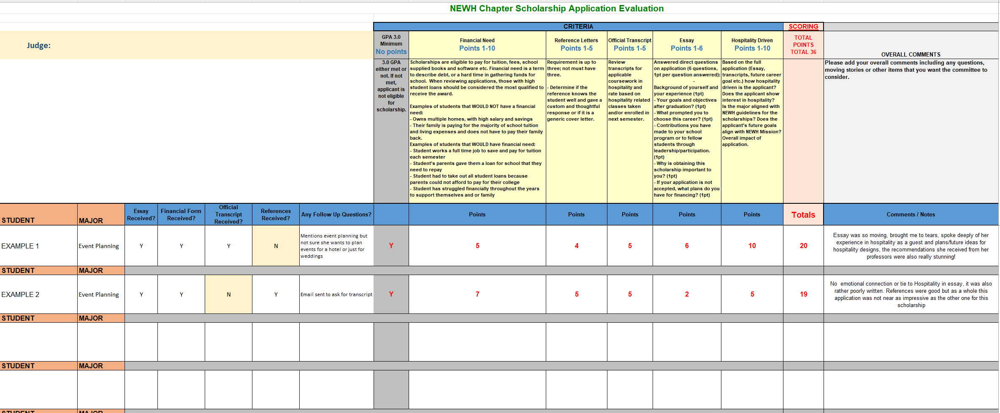 NEWH Chapter Scholarship Application Evaluation
CRITERIA
SCORING
Judge:
GPA 3.0
Minimum
No points
Financial Need
Points 1-10
Reference Letters
Points 1-5
Official Transcript
Points 1-5
Essay
Points 1-6
Hospitality Driven
Points 1-10
TOTAL
POINTS
TOTAL 36
OVERALL COMMENTS
3.0 GPA
either met or
not. If not
met,
applicant is
not eligible
for
scholarship.
Scholarships are eligible to pay for tuition, fees, school
supplied books and software etc. Financial need is a term
to describe debt, or a hard time in gathering funds for
school.  When reviewing applications, those with high
student loans should be considered the most qualified to
receive the award.
Examples of students that WOULD NOT have a financial
need:
- Owns multiple homes, with high salary and savings
- Their family is paying for the majority of school tuition
and living expenses and does not have to pay their family
back.
Examples of students that WOULD have financial need:
- Student works a full time job to save and pay for tuition
each semester
- Student's parents gave them a loan for school that they
need to repay
- Student had to take out all student loans because
parents could not afford to pay for their college
- Student has struggled financially throughout the years
to support themselves and or family
Requirement is up to
three; not must have
three.
- Determine if the
reference knows the
student well and gave a
custom and thoughtful
response or if it is a
generic cover letter.
Review
transcripts for
applicable
coursework in
hospitality and
rate based on
hospitality related
classes taken
and/or enrolled in
next semester.
Answered direct questions
on application (6 questions,
1pt per question answered):
-
Background of yourself and
your experience (1pt)
- Your goals and objectives
after graduation? (1pt)
- What prompted you to
choose this career? (1pt)
- Contributions you have
made to your school
program or to fellow
students through
leadership/participation.
(1pt)
- Why is obtaining this
scholarship important to
you? (1pt)
- If your application is not
accepted, what plans do you
have for financing? (1pt)
Based on the full
application (Essay,
transcripts, future career
goal etc.) how hospitality
driven is the applicant?
Does the applicant show
interest in hospitality?
Is the major aligned with
NEWH guidelines for the
scholarships? Does the
applicant's future goals
align with NEWH Mission?
Overall impact of
application.
Please add your overall comments including any questions,
moving stories or other items that you want the committee to
consider.
STUDENT
MAJOR
Essay
Received?
Financial Form
Received?
Official
Transcript
Received?
References
Received?
Any Follow Up Questions?
Points
Points
Points
Points
Points
Totals
Comments / Notes
EXAMPLE 1
Event Planning
Y
Y
Y
N
Mentions event planning but
not sure she wants to plan
events for a hotel or just for
weddings
Y
5
4
5
6
10
20
Essay was so moving, brought me to tears, spoke deeply of her
experience in hospitality as a guest and plans/future ideas for
hospitality designs, the recommendations she received from her
professors were also really stunning!
STUDENT
MAJOR
EXAMPLE 2
Event Planning
Y
Y
N
Y
Email sent to ask for transcript
Y
7
5
5
2
5
19
No  emotional connection or tie to Hospitality in essay, it was also
rather poorly written. References were good but as a whole this
application was not near as impressive as the other one for this
scholarship
STUDENT
MAJOR
STUDENT
MAJOR
STUDENT
MAJOR